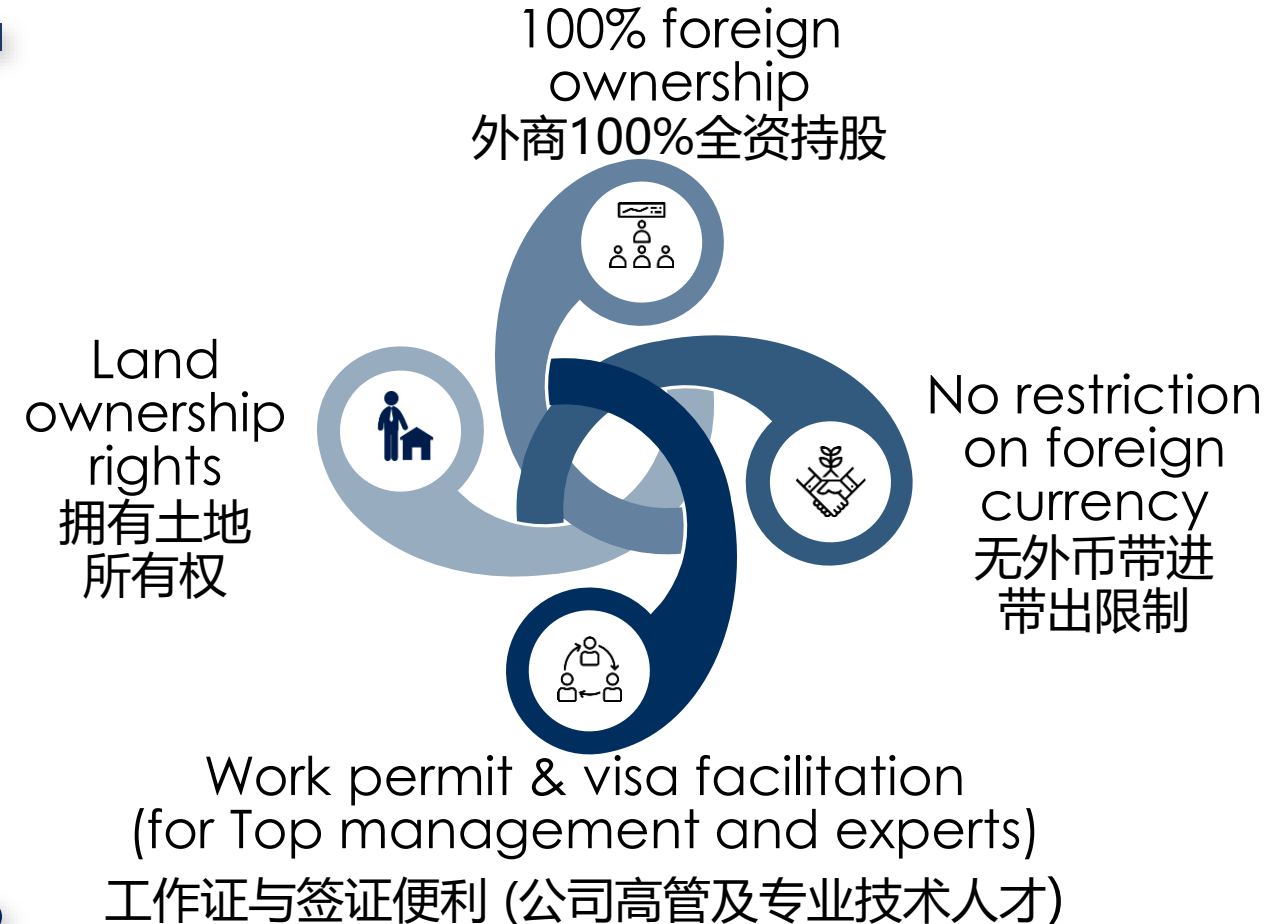 100% foreign
ownership
外商100%全资持股
Land
ownership
rights
拥有土地
所有权
No restriction
on foreign
currency
无外币带进
带出限制
Work permit & visa facilitation
(for Top management and experts)
工作证与签证便利 (公司高管及专业技术人才)